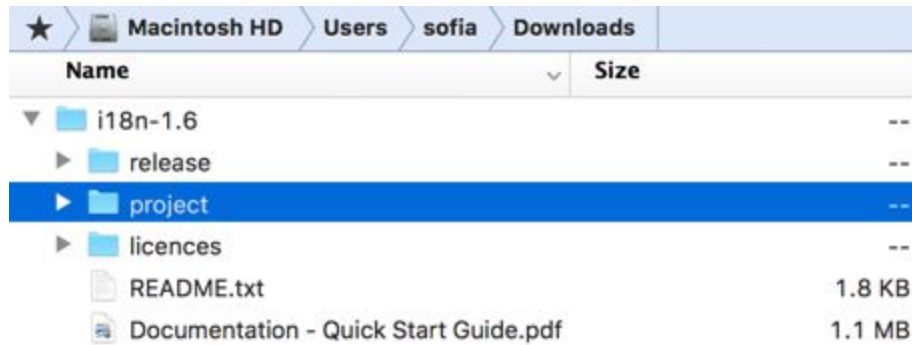 Macintosh HD Users sofia Downloads
Name Size
i18n-1.6 --
release --
project --
licences --
README.txt 1.8 KB
Documentation - Quick Start Guide.pdf 1.1 MB